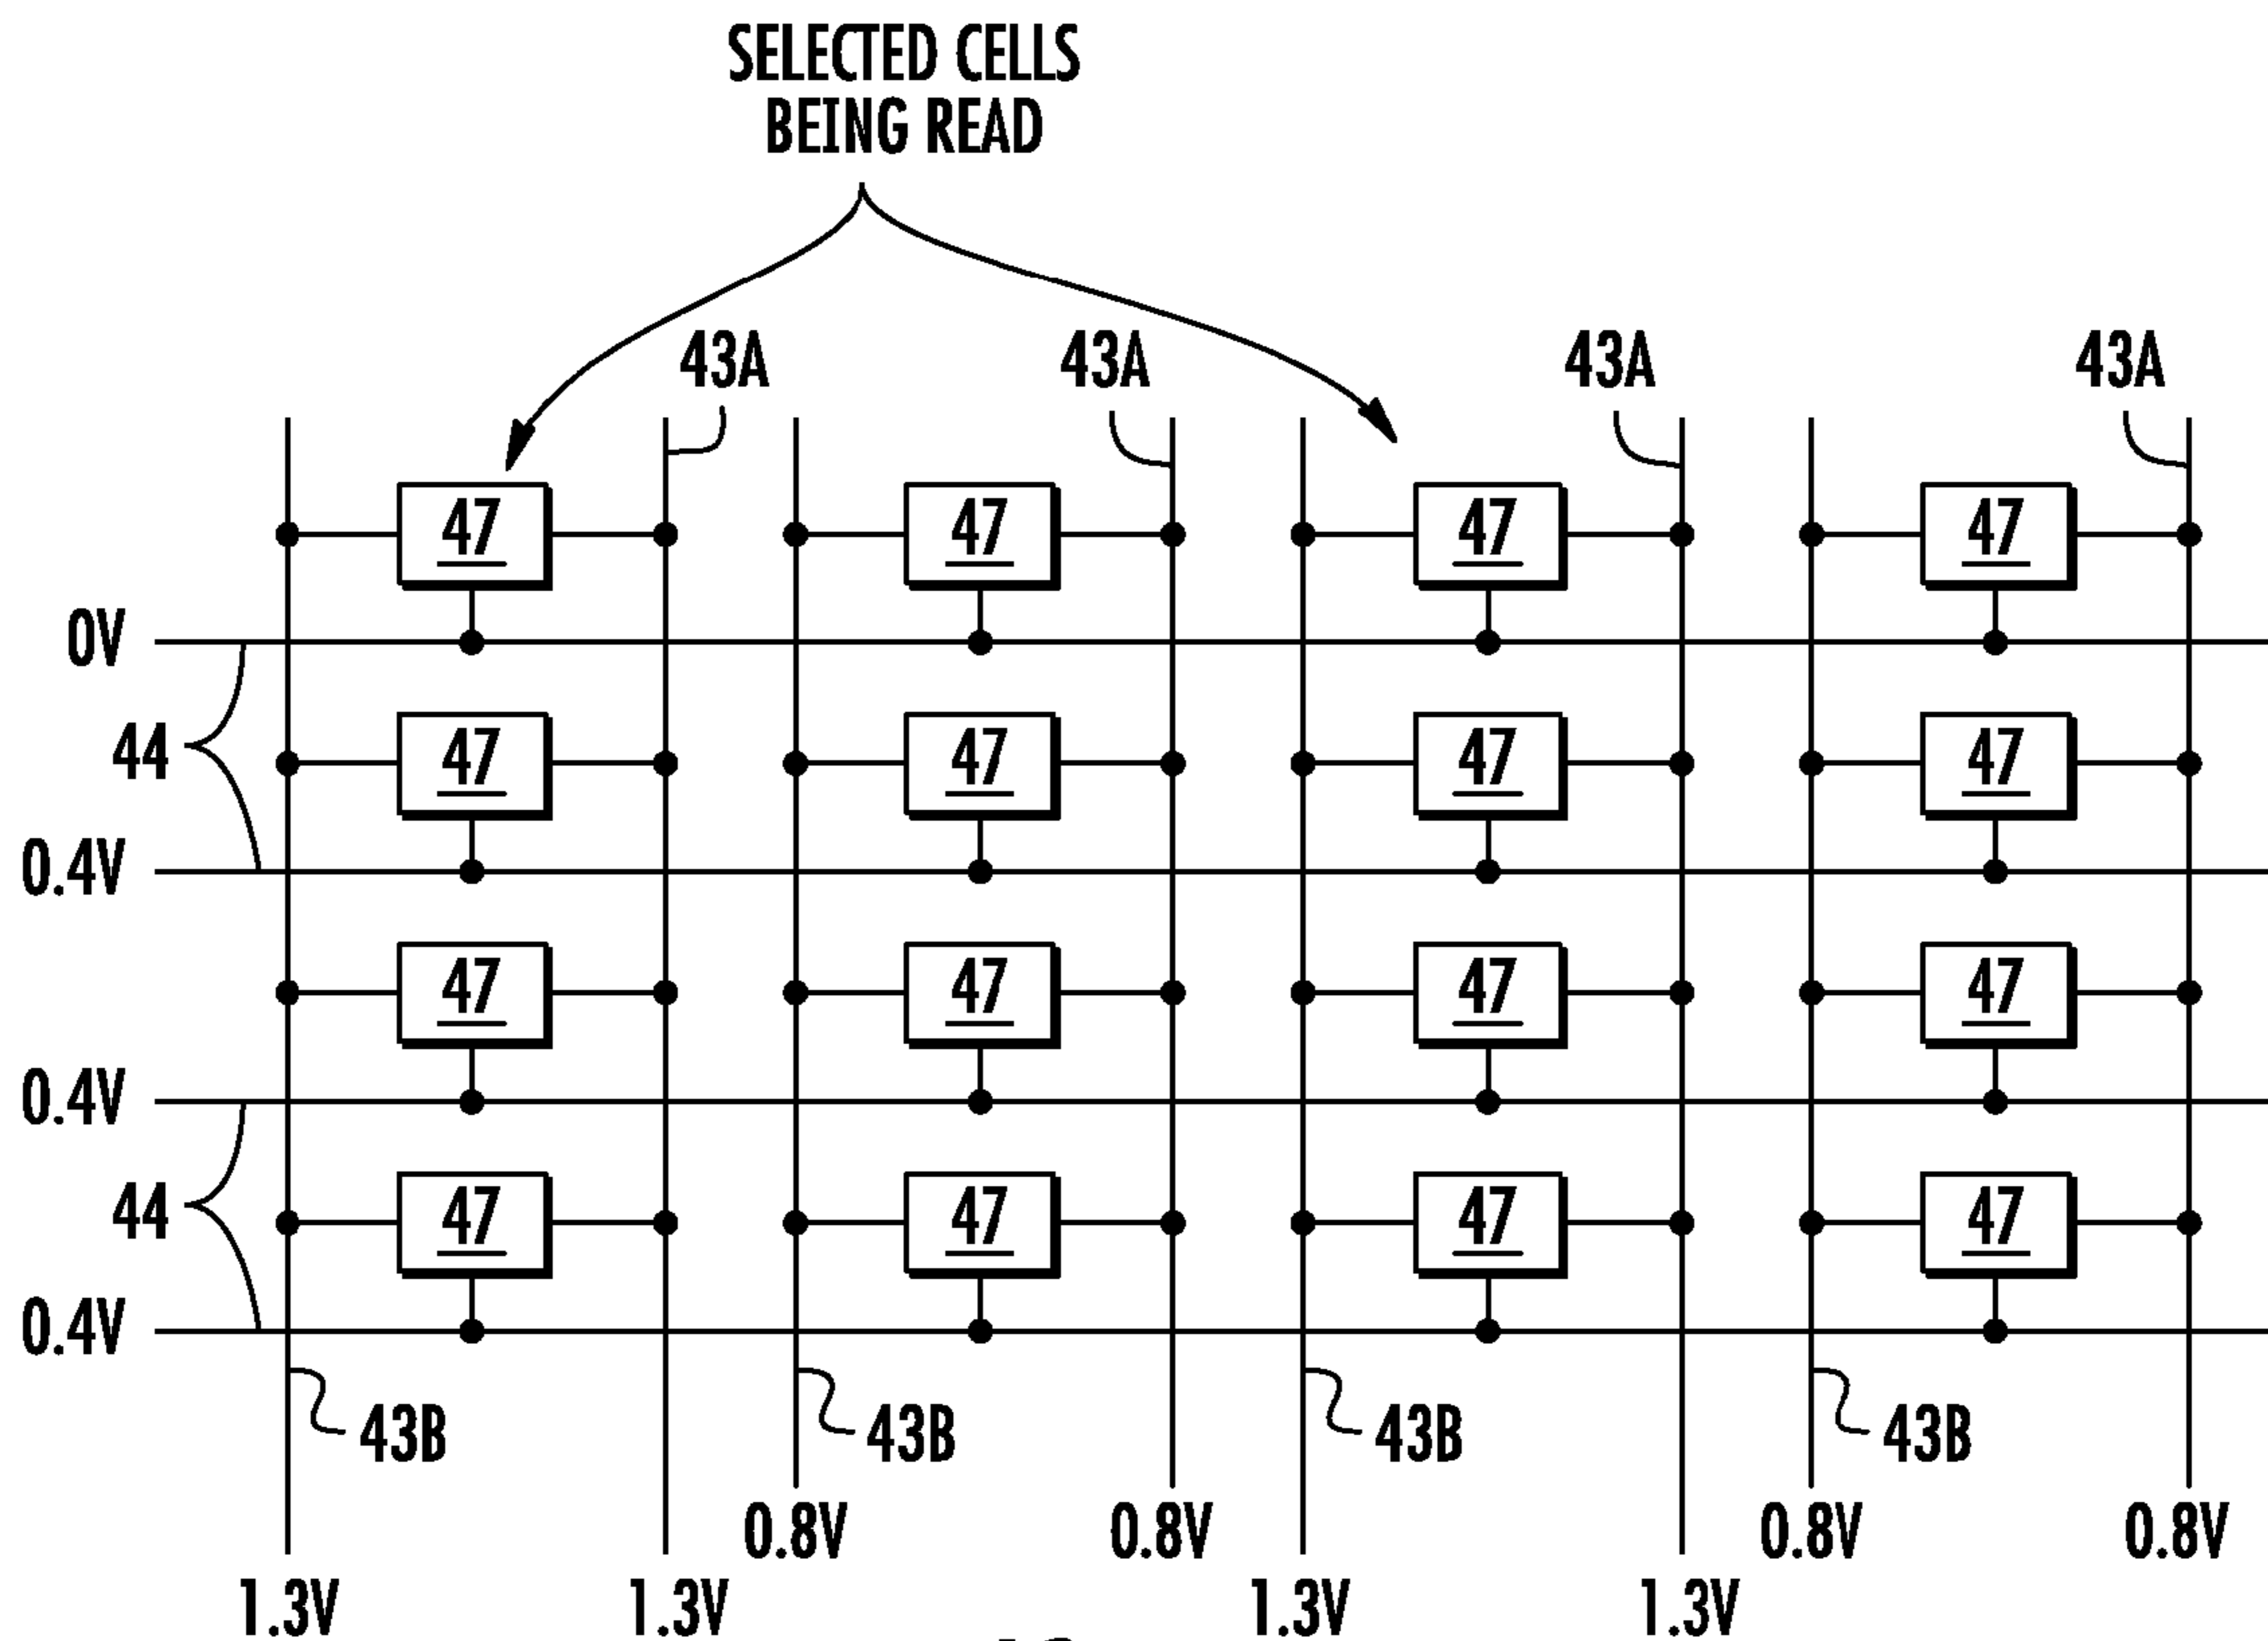 SELECTED CELLS
BEING READ
43A 43A 43A 43A
47 47 47 47
0V
44
47 47 47 47
0.4V
47 47 47 47
0.4V
44
47 47 47 47
0.4V
43B 43B 43B 43B
0.8V 0.8V 0.8V 0.8V
1.3V 1.3V 1.3V 1.3V